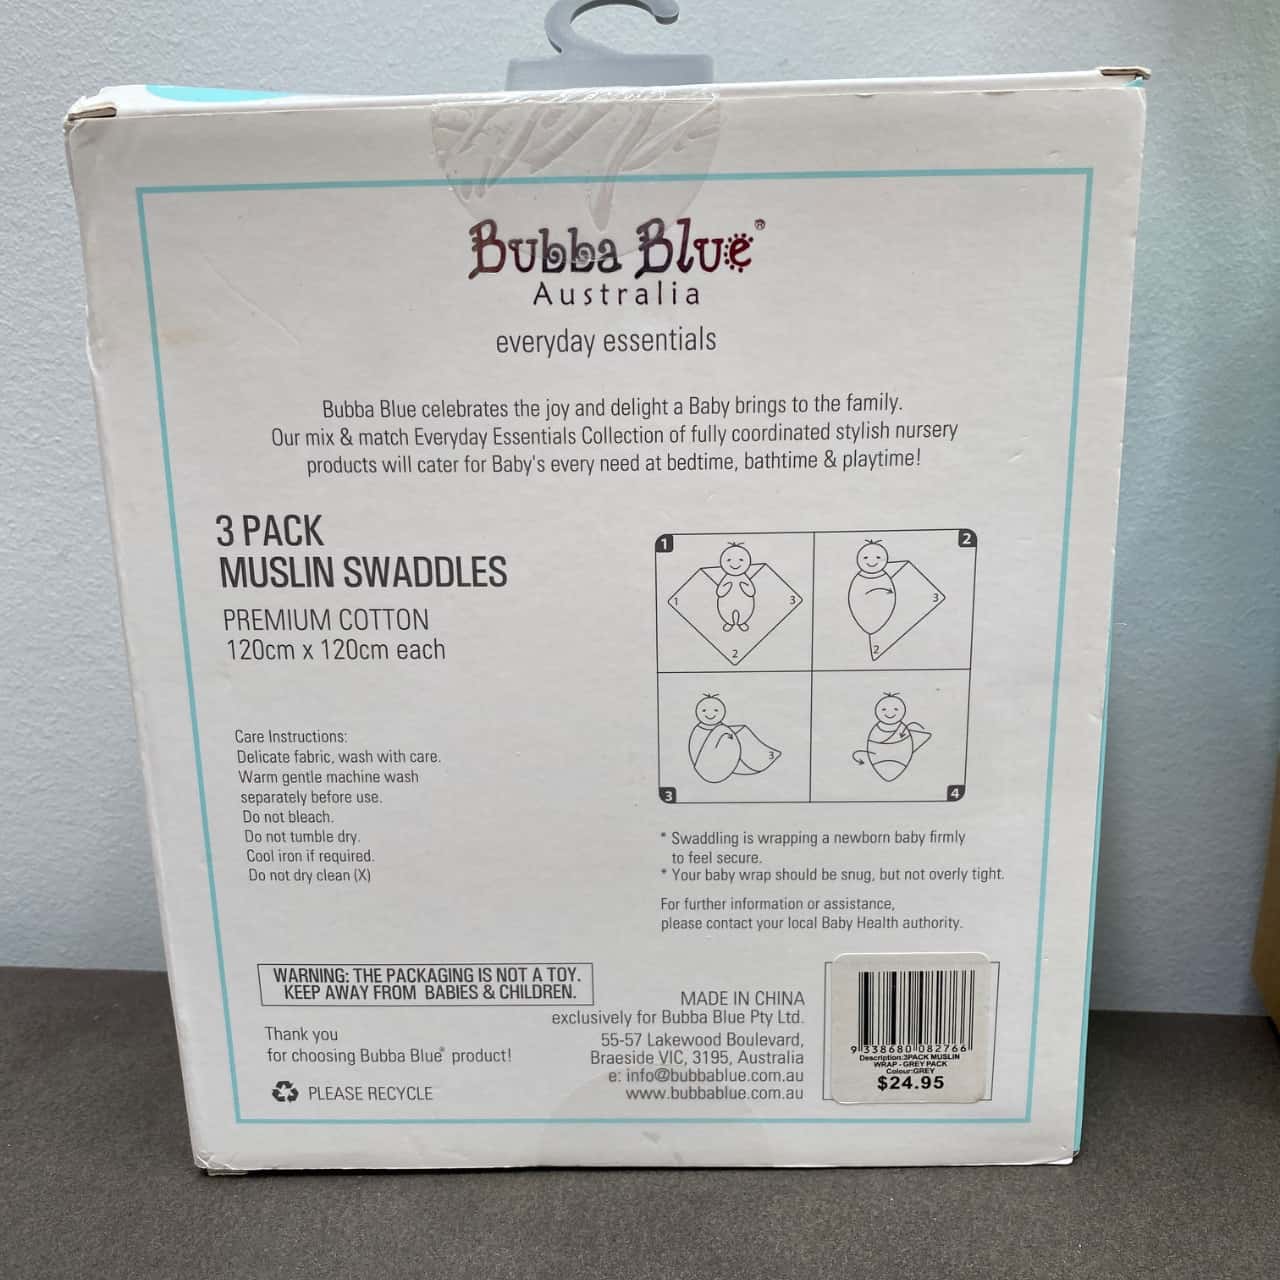 Bubba Blue®
Australia
everyday essentials
Bubba Blue celebrates the joy and delight a Baby brings to the family.
Our mix & match Everyday Essentials Collection of fully coordinated stylish nursery
products will cater for Baby's every need at bedtime, bathtime & playtime!
3 PACK
MUSLIN SWADDLES
PREMIUM COTTON
120cm x 120cm each
Care Instructions:
Delicate fabric, wash with care.
Warm gentle machine wash
separately before use.
Do not bleach.
Do not tumble dry.
Cool iron if required.
Do not dry clean (X)
1
1
3
2
2
3
2
3
3
4
* Swaddling is wrapping a newborn baby firmly
to feel secure.
* Your baby wrap should be snug, but not overly tight.
For further information or assistance,
please contact your local Baby Health authority.
WARNING: THE PACKAGING IS NOT A TOY.
KEEP AWAY FROM BABIES & CHILDREN.
Thank you
for choosing Bubba Blue® product!
PLEASE RECYCLE
MADE IN CHINA
exclusively for Bubba Blue Pty Ltd.
55-57 Lakewood Boulevard,
Braeside VIC, 3195, Australia
e: info@bubbablue.com.au
www.bubbablue.com.au
9 338680 082766
Description:3PACK MUSLIN
WRAP - GREY PACK
Colour:GREY
$24.95